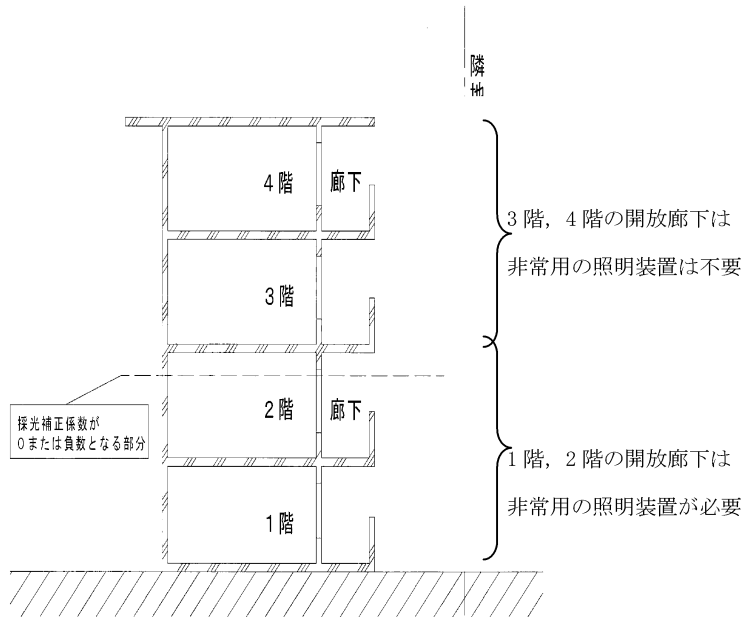 隣
4階
廊下
3階，4階の開放廊下は
非常用の照明装置は不要
3階
採光補正係数が
0または負数となる部分
2階
廊下
1階，2階の開放廊下は
非常用の照明装置が必要
1階